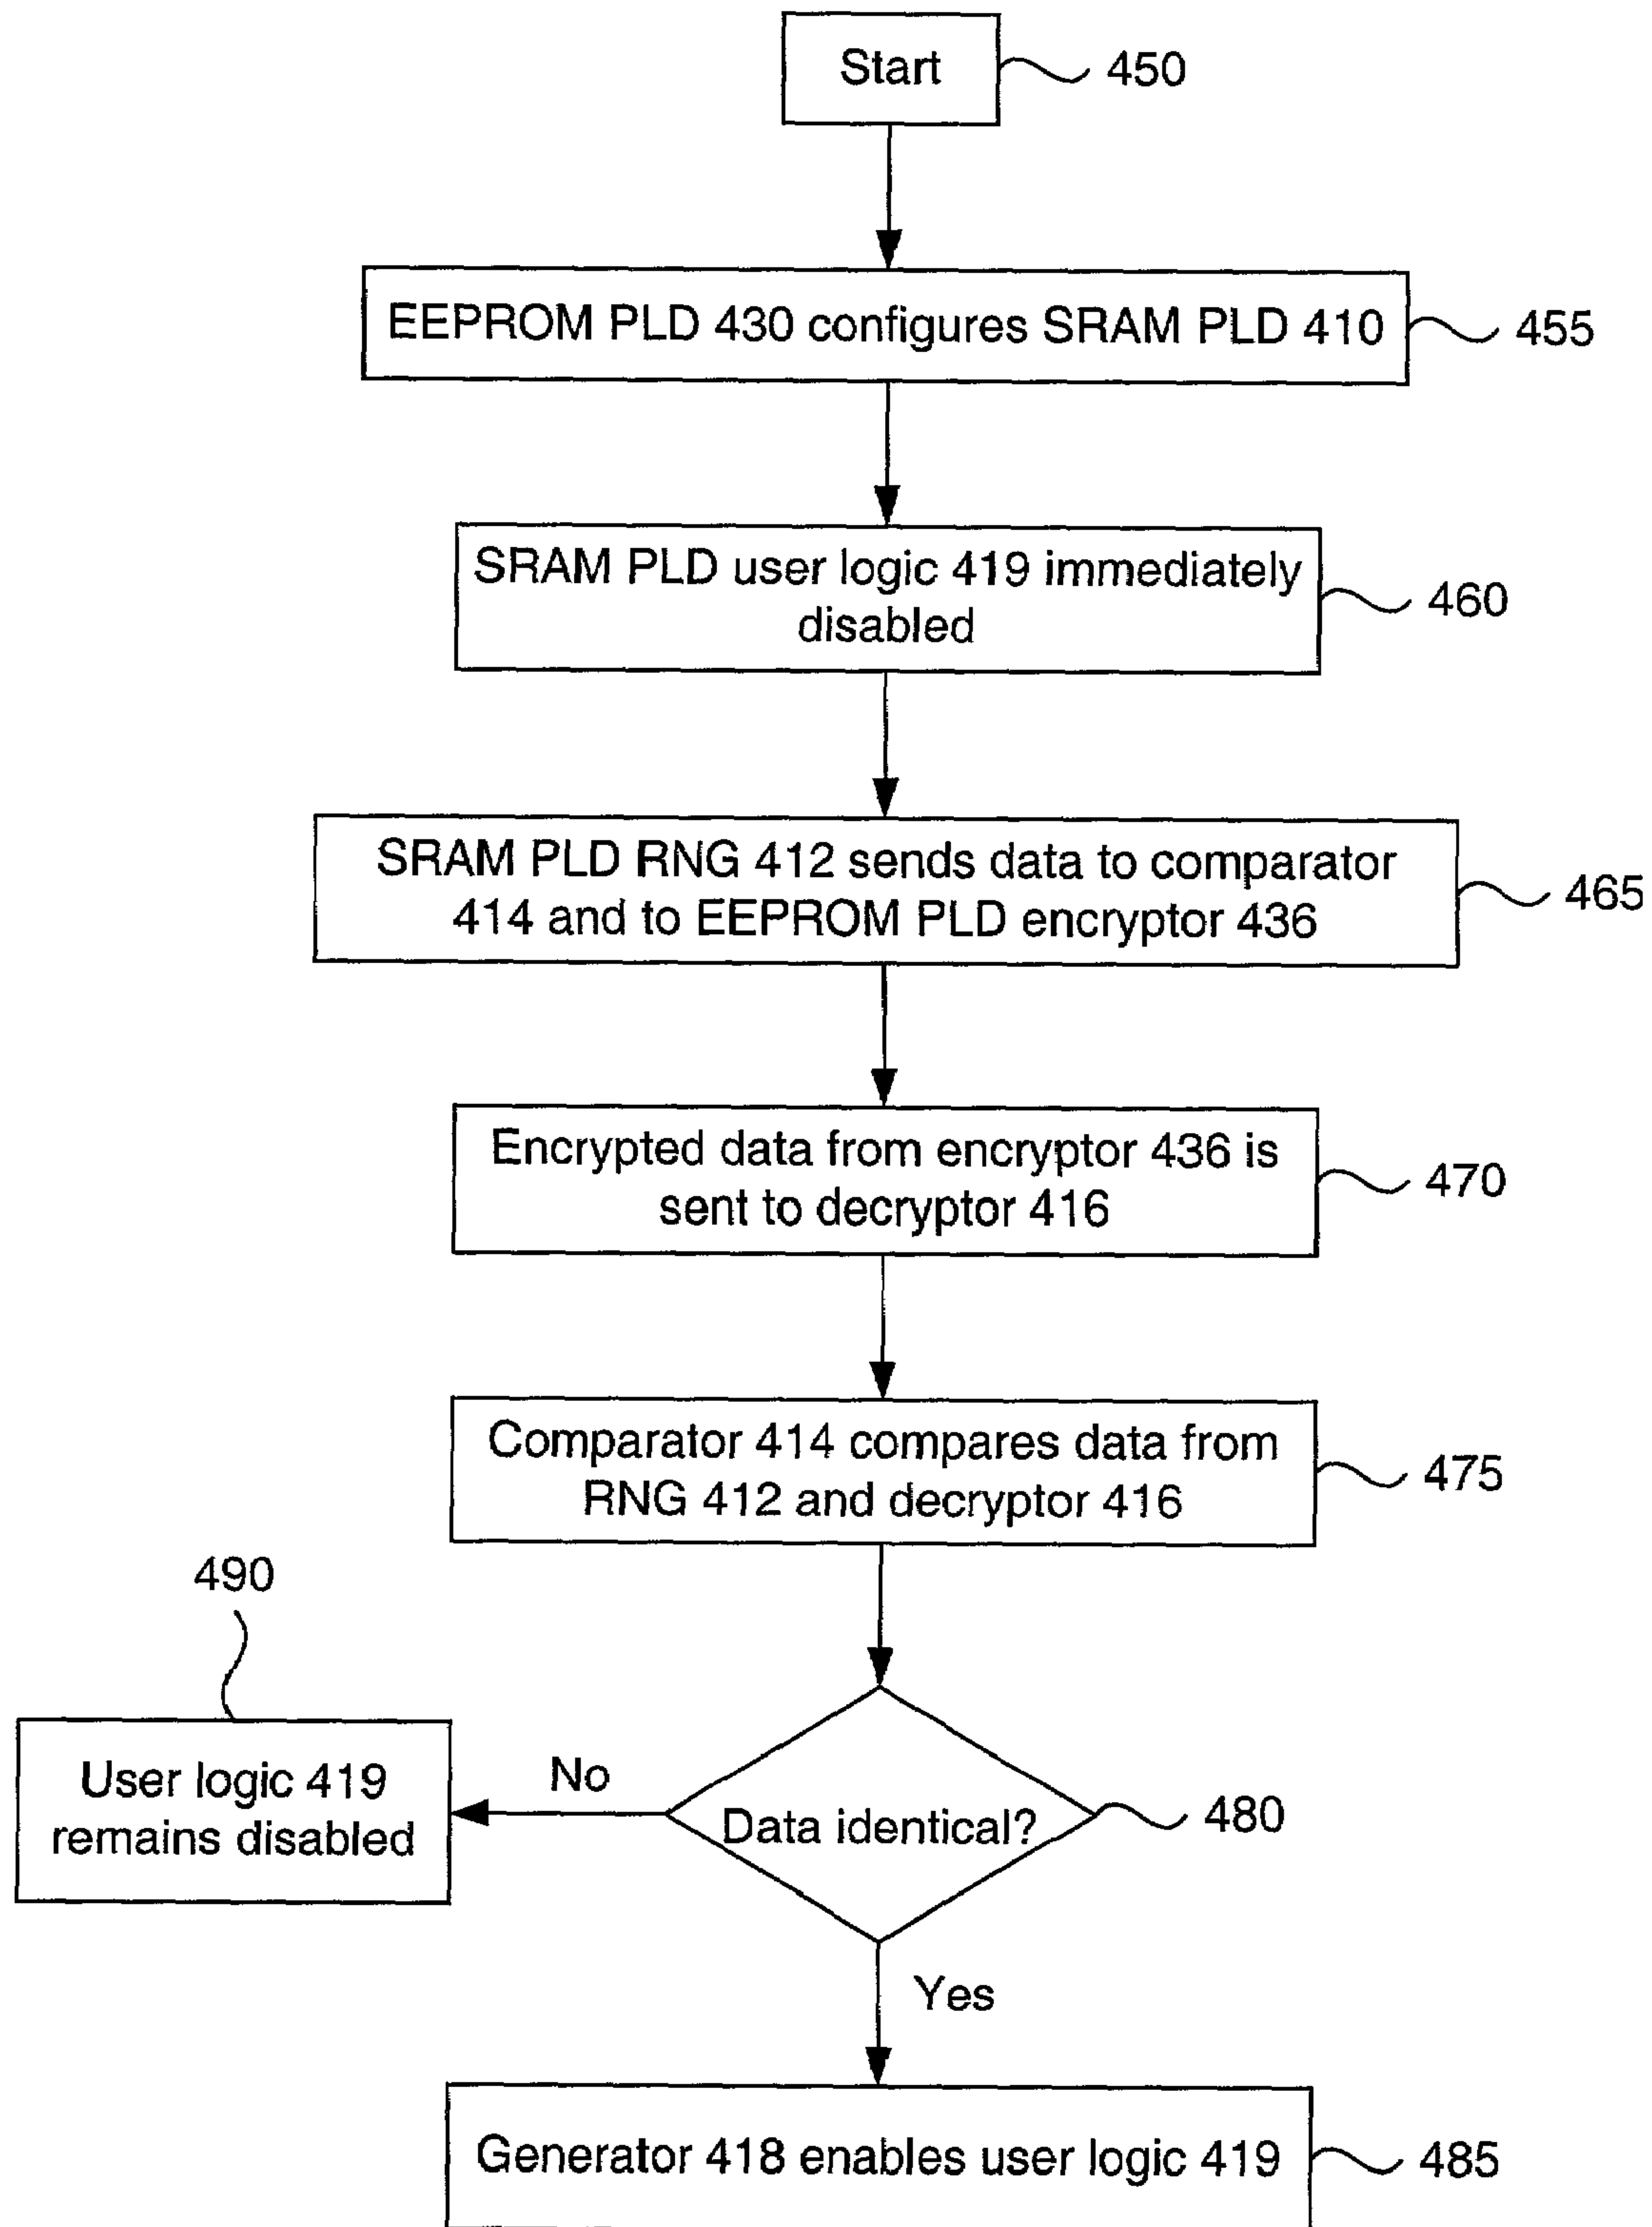 Start
450
EEPROM PLD 430 configures SRAM PLD 410
455
SRAM PLD user logic 419 immediately
disabled
460
SRAM PLD RNG 412 sends data to comparator
414 and to EEPROM PLD encryptor 436
465
Encrypted data from encryptor 436 is
sent to decryptor 416
470
Comparator 414 compares data from
RNG 412 and decryptor 416
475
490
User logic 419
remains disabled
No
Data identical?
480
Yes
Generator 418 enables user logic 419
485